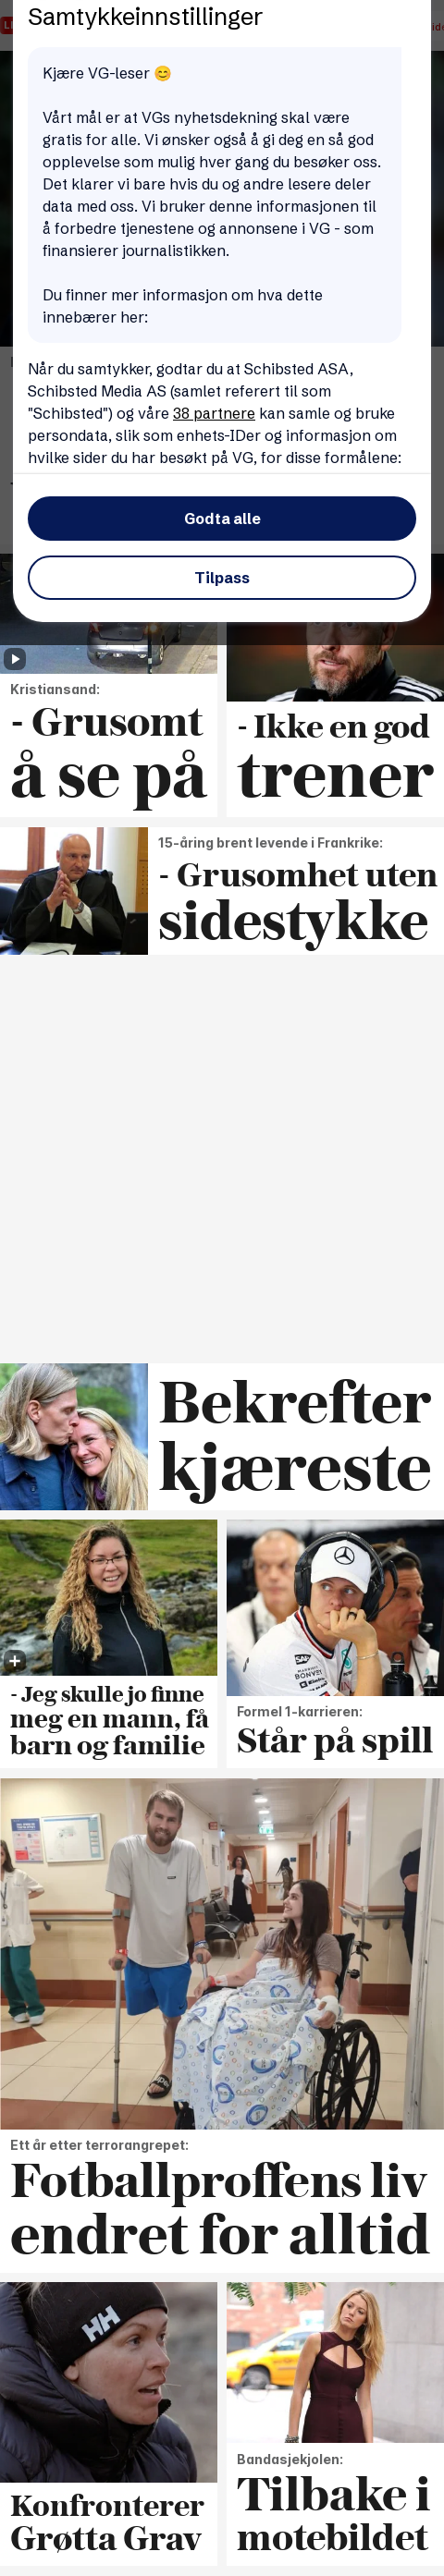 Samtykkeinnstillinger
Kjære VG-leser 😊
Vårt mål er at VGs nyhetsdekning skal være
gratis for alle. Vi ønsker også å gi deg en så god
opplevelse som mulig hver gang du besøker oss.
Det klarer vi bare hvis du og andre lesere deler
data med oss. Vi bruker denne informasjonen til
å forbedre tjenestene og annonsene i VG - som
finansierer journalistikken.
Du finner mer informasjon om hva dette
innebærer her:
Når du samtykker, godtar du at Schibsted ASA,
Schibsted Media AS (samlet referert til som
"Schibsted") og våre 38 partnere kan samle og bruke
persondata, slik som enhets-IDer og informasjon om
hvilke sider du har besøkt på VG, for disse formålene:
Godta alle
Tilpass
Kristiansand:
- Grusomt
å se på
- Ikke en god
trener
15-åring brent levende i Frankrike:
- Grusomhet uten
sidestykke
Bekrefter
kjæreste
- Jeg skulle jo finne
meg en mann, få
barn og familie
Formel 1-karrieren:
Står på spill
Ett år etter terrorangrepet:
Fotballproffens liv
endret for alltid
HH
Konfronterer
Grøtta Grav
Bandasjekjolen:
Tilbake i
motebildet